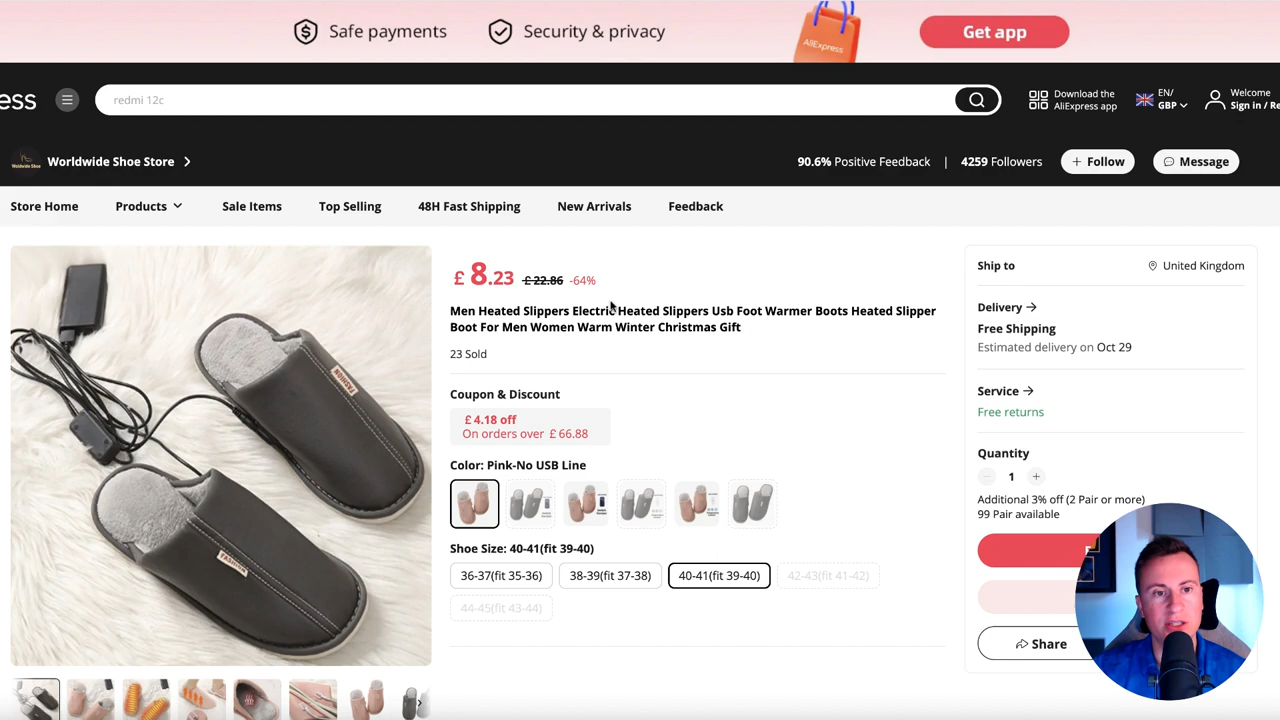 Safe payments
Security & privacy
AliExpress
Get app
ess
redmi 12c
Download the
AliExpress app
EN/
GBP
Welcome
Sign in / Re
Worldwide Shoe Store
90.6% Positive Feedback | 4259 Followers
+ Follow
Message
Store Home
Products
Sale Items
Top Selling
48H Fast Shipping
New Arrivals
Feedback
FASHION
FASHION
£ 8.23 £ 22.86 -64%
Men Heated Slippers Electric Heated Slippers Usb Foot Warmer Boots Heated Slipper
Boot For Men Women Warm Winter Christmas Gift
23 Sold
Coupon & Discount
£ 4.18 off
On orders over £ 66.88
Color: Pink-No USB Line
Shoe Size: 40-41(fit 39-40)
36-37(fit 35-36)
38-39(fit 37-38)
40-41(fit 39-40)
42-43(fit 41-42)
44-45(fit 43-44)
Ship to
United Kingdom
Delivery
Free Shipping
Estimated delivery on Oct 29
Service
Free returns
Quantity
1
Additional 3% off (2 Pair or more)
99 Pair available
Share